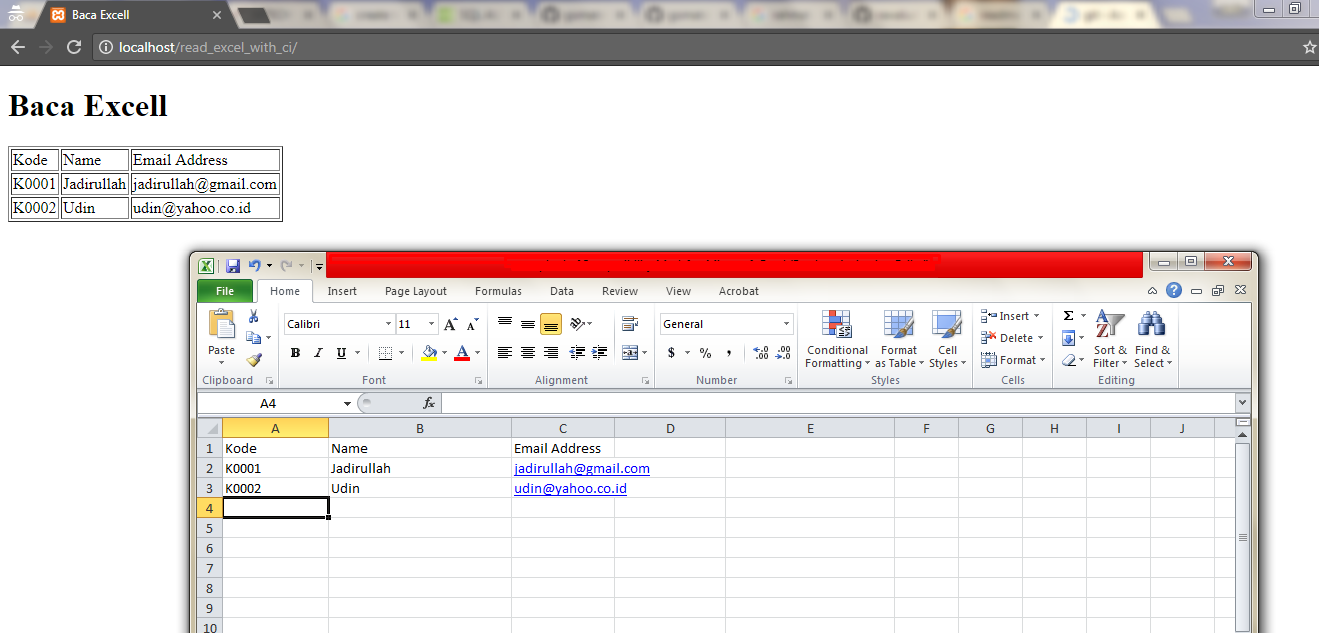 Baca Excell
localhost/read_excel_with_ci/
Baca Excell
Kode Name Email Address
K0001 Jadirullah jadirullah@gmail.com
K0002 Udin udin@yahoo.co.id
File Home Insert Page Layout Formulas Data Review View Acrobat
Calibri 11 General Insert Σ
Paste B I U A $ % , .00 Conditional Formatting Format as Table Cell Styles Delete Sort & Filter Find & Select
Format
Clipboard Font Alignment Number Styles Cells Editing
A4 fx
A B C D E F G H I J
1 Kode Name Email Address
2 K0001 Jadirullah jadirullah@gmail.com
3 K0002 Udin udin@yahoo.co.id
4
5
6
7
8
9
10